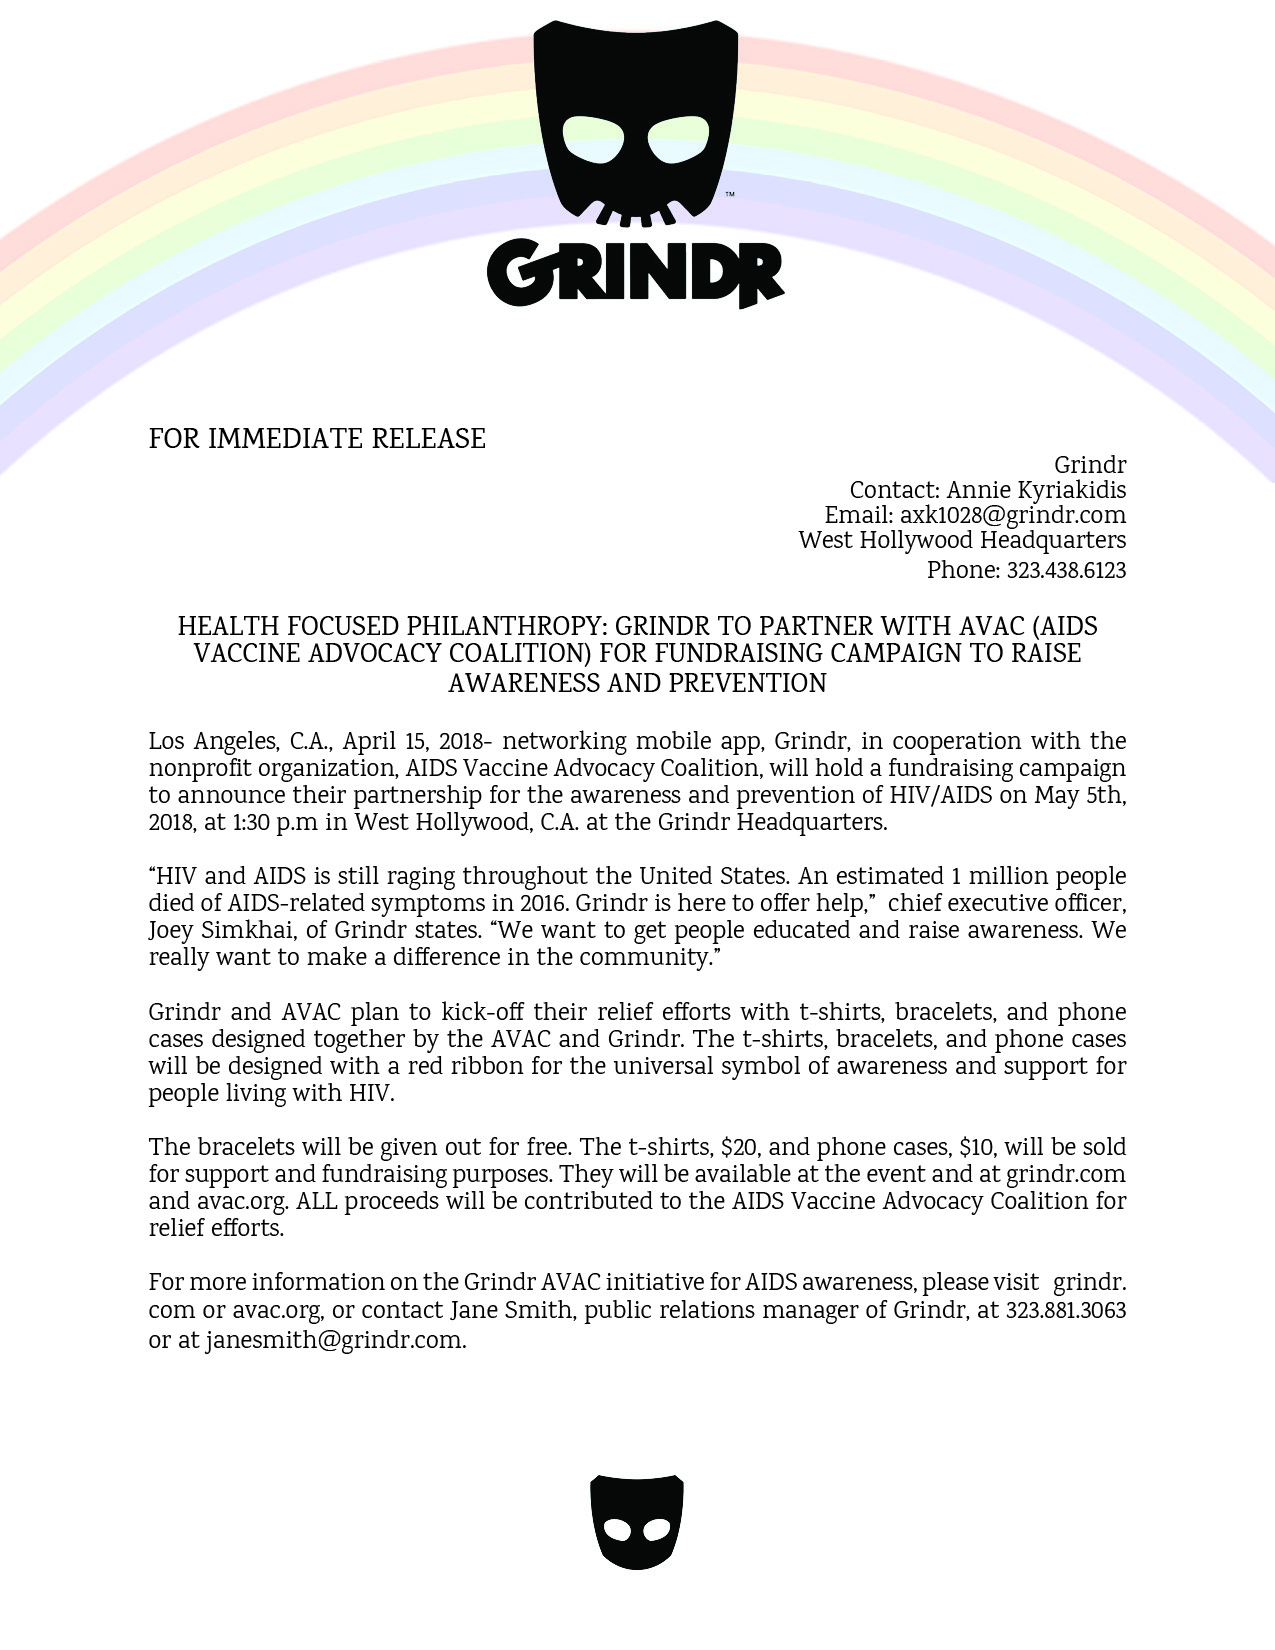 TM
GRINDR
FOR IMMEDIATE RELEASE
Grindr
Contact: Annie Kyriakidis
Email: axk1028@grindr.com
West Hollywood Headquarters
Phone: 323.438.6123
HEALTH FOCUSED PHILANTHROPY: GRINDR TO PARTNER WITH AVAC (AIDS
VACCINE ADVOCACY COALITION) FOR FUNDRAISING CAMPAIGN TO RAISE
AWARENESS AND PREVENTION
Los Angeles, C.A., April 15, 2018- networking mobile app, Grindr, in cooperation with the
nonprofit organization, AIDS Vaccine Advocacy Coalition, will hold a fundraising campaign
to announce their partnership for the awareness and prevention of HIV/AIDS on May 5th,
2018, at 1:30 p.m in West Hollywood, C.A. at the Grindr Headquarters.
“HIV and AIDS is still raging throughout the United States. An estimated 1 million people
died of AIDS-related symptoms in 2016. Grindr is here to offer help,” chief executive officer,
Joey Simkhai, of Grindr states. “We want to get people educated and raise awareness. We
really want to make a difference in the community.”
Grindr and AVAC plan to kick-off their relief efforts with t-shirts, bracelets, and phone
cases designed together by the AVAC and Grindr. The t-shirts, bracelets, and phone cases
will be designed with a red ribbon for the universal symbol of awareness and support for
people living with HIV.
The bracelets will be given out for free. The t-shirts, $20, and phone cases, $10, will be sold
for support and fundraising purposes. They will be available at the event and at grindr.com
and avac.org. ALL proceeds will be contributed to the AIDS Vaccine Advocacy Coalition for
relief efforts.
For more information on the Grindr AVAC initiative for AIDS awareness, please visit grindr.
com or avac.org, or contact Jane Smith, public relations manager of Grindr, at 323.881.3063
or at janesmith@grindr.com.